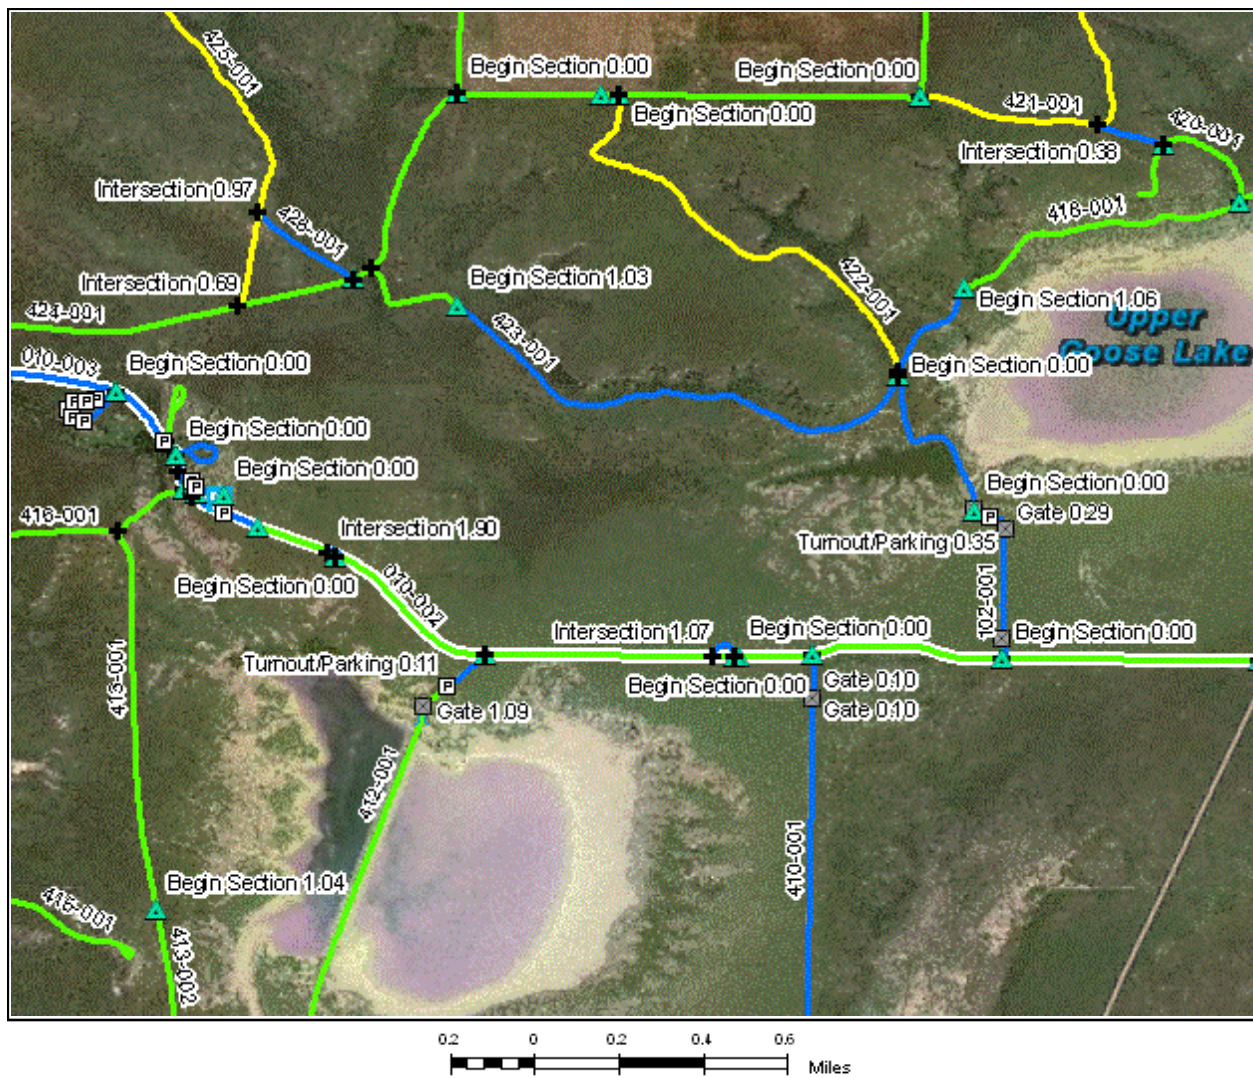 425-001
Begin Section 0.00
Begin Section 0.00
Begin Section 0.00
421-001
420-001
Intersection 0.38
Intersection 0.97
428-001
418-001
Intersection 0.69
Begin Section 1.03
422-001
Begin Section 1.06
424-001
423-001
Upper
Goose Lake
010-003
Begin Section 0.00
Begin Section 0.00
P
P
P
P
P
P
Begin Section 0.00
P
Begin Section 0.00
P
P
Begin Section 0.00
P
Gate 0.29
416-001
Intersection 1.90
Turnout/Parking 0.35
Begin Section 0.00
010-002
102-001
Intersection 1.07
Begin Section 0.00
Begin Section 0.00
413-001
Turnout/Parking 0.11
P
Begin Section 0.00
Gate 0.10
Gate 1.09
Gate 0.10
412-001
410-001
Begin Section 1.04
415-001
413-002
0.2 0 0.2 0.4 0.6
Miles